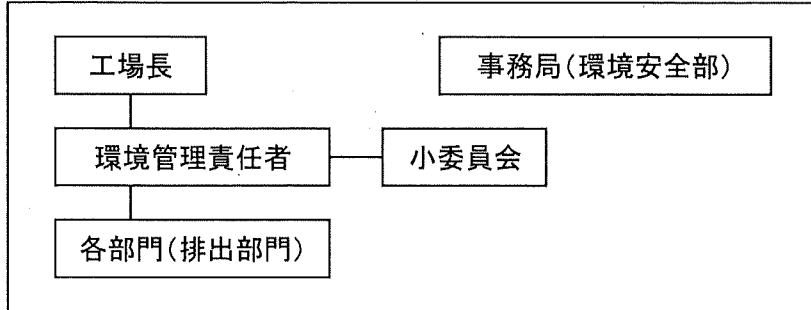 工場長
事務局(環境安全部)
環境管理責任者
小委員会
各部門(排出部門)